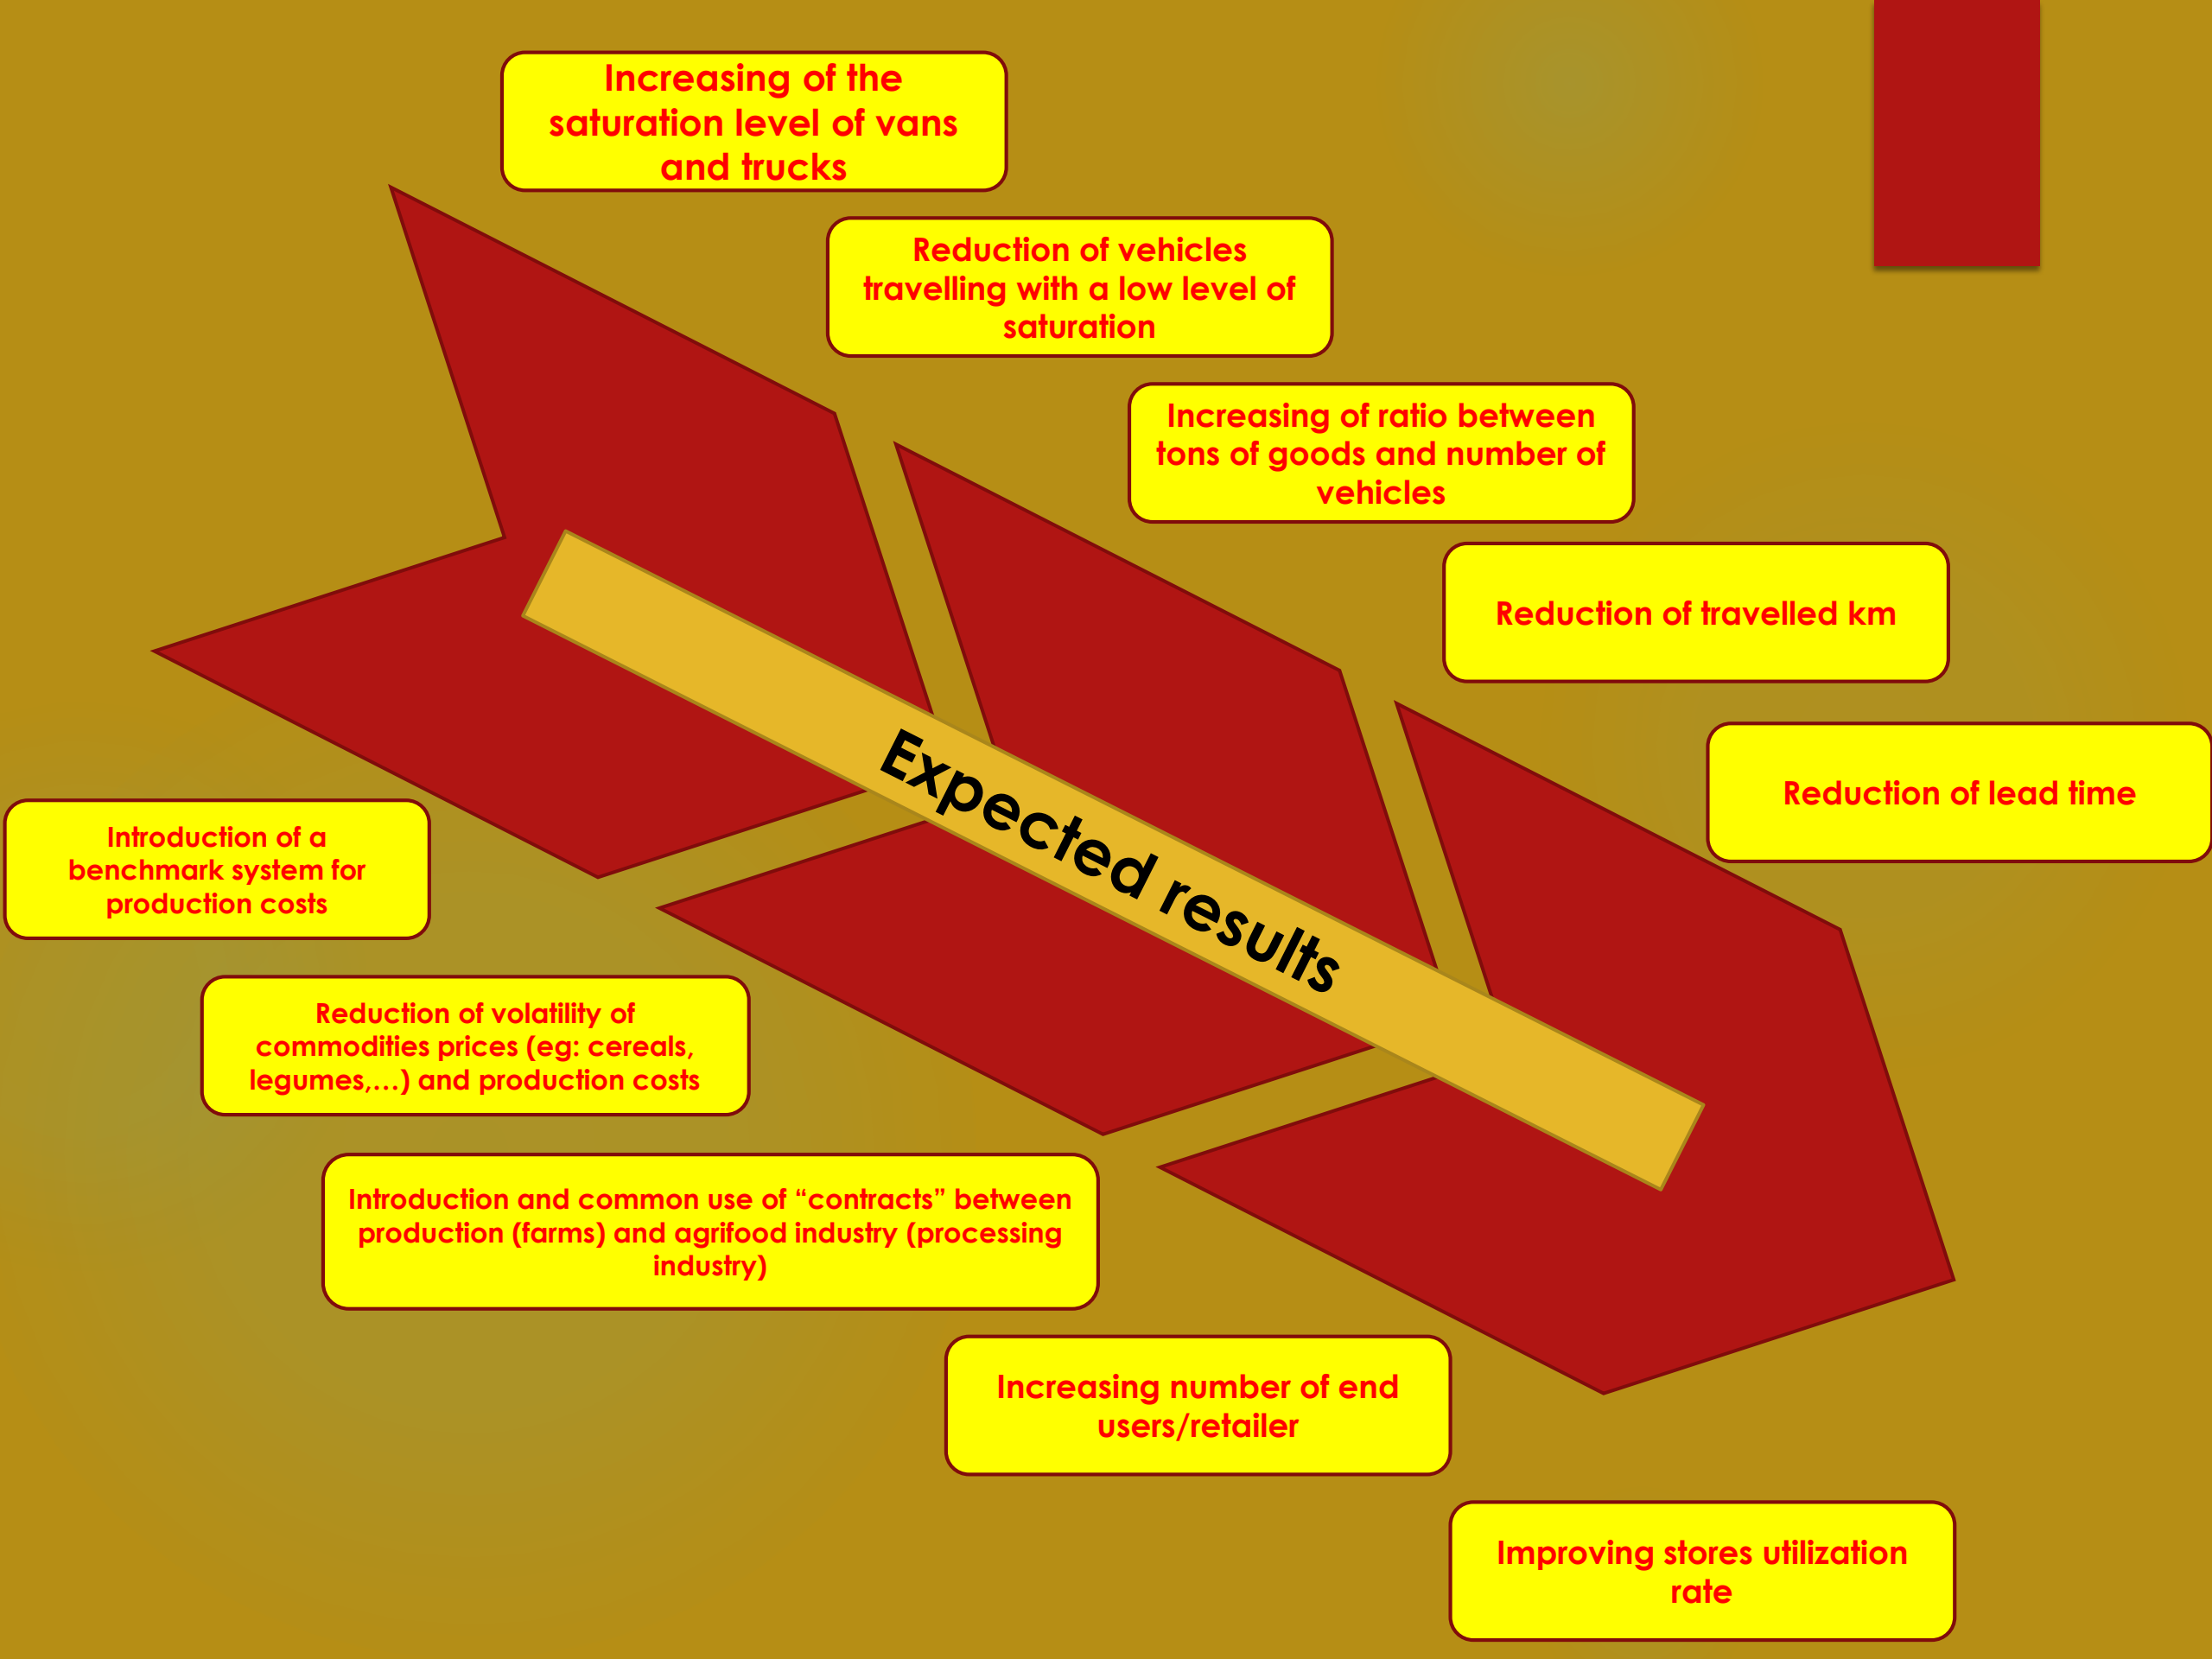 Increasing of the
saturation level of vans
and trucks
Reduction of vehicles
travelling with a low level of
saturation
Increasing of ratio between
tons of goods and number of
vehicles
Reduction of travelled km
Reduction of lead time
Expected results
Introduction of a
benchmark system for
production costs
Reduction of volatility of
commodities prices (eg: cereals,
legumes,…) and production costs
Introduction and common use of “contracts” between
production (farms) and agrifood industry (processing
industry)
Increasing number of end
users/retailer
Improving stores utilization
rate